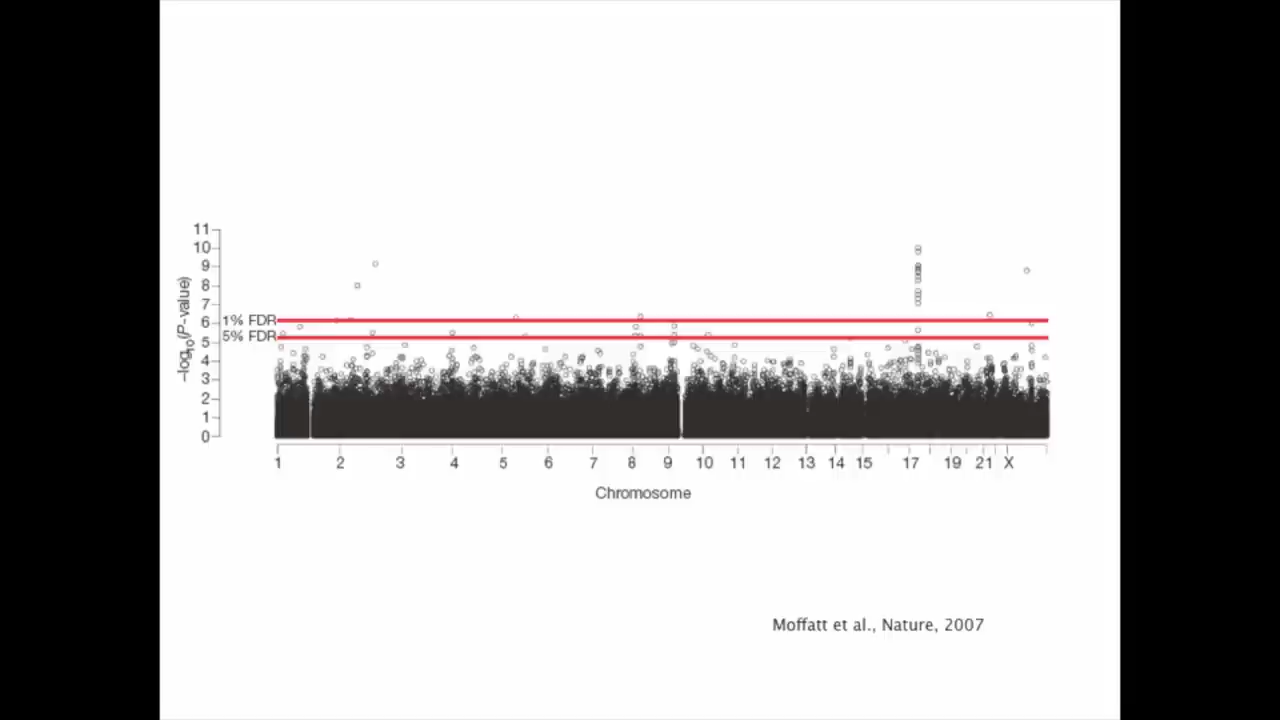 11
10
9
8
7
6
5
4
3
2
1
0
–log10(P-value)
1% FDR
5% FDR
1 2 3 4 5 6 7 8 9 10 11 12 13 14 15 17 19 21 X
Chromosome
Moffatt et al., Nature, 2007